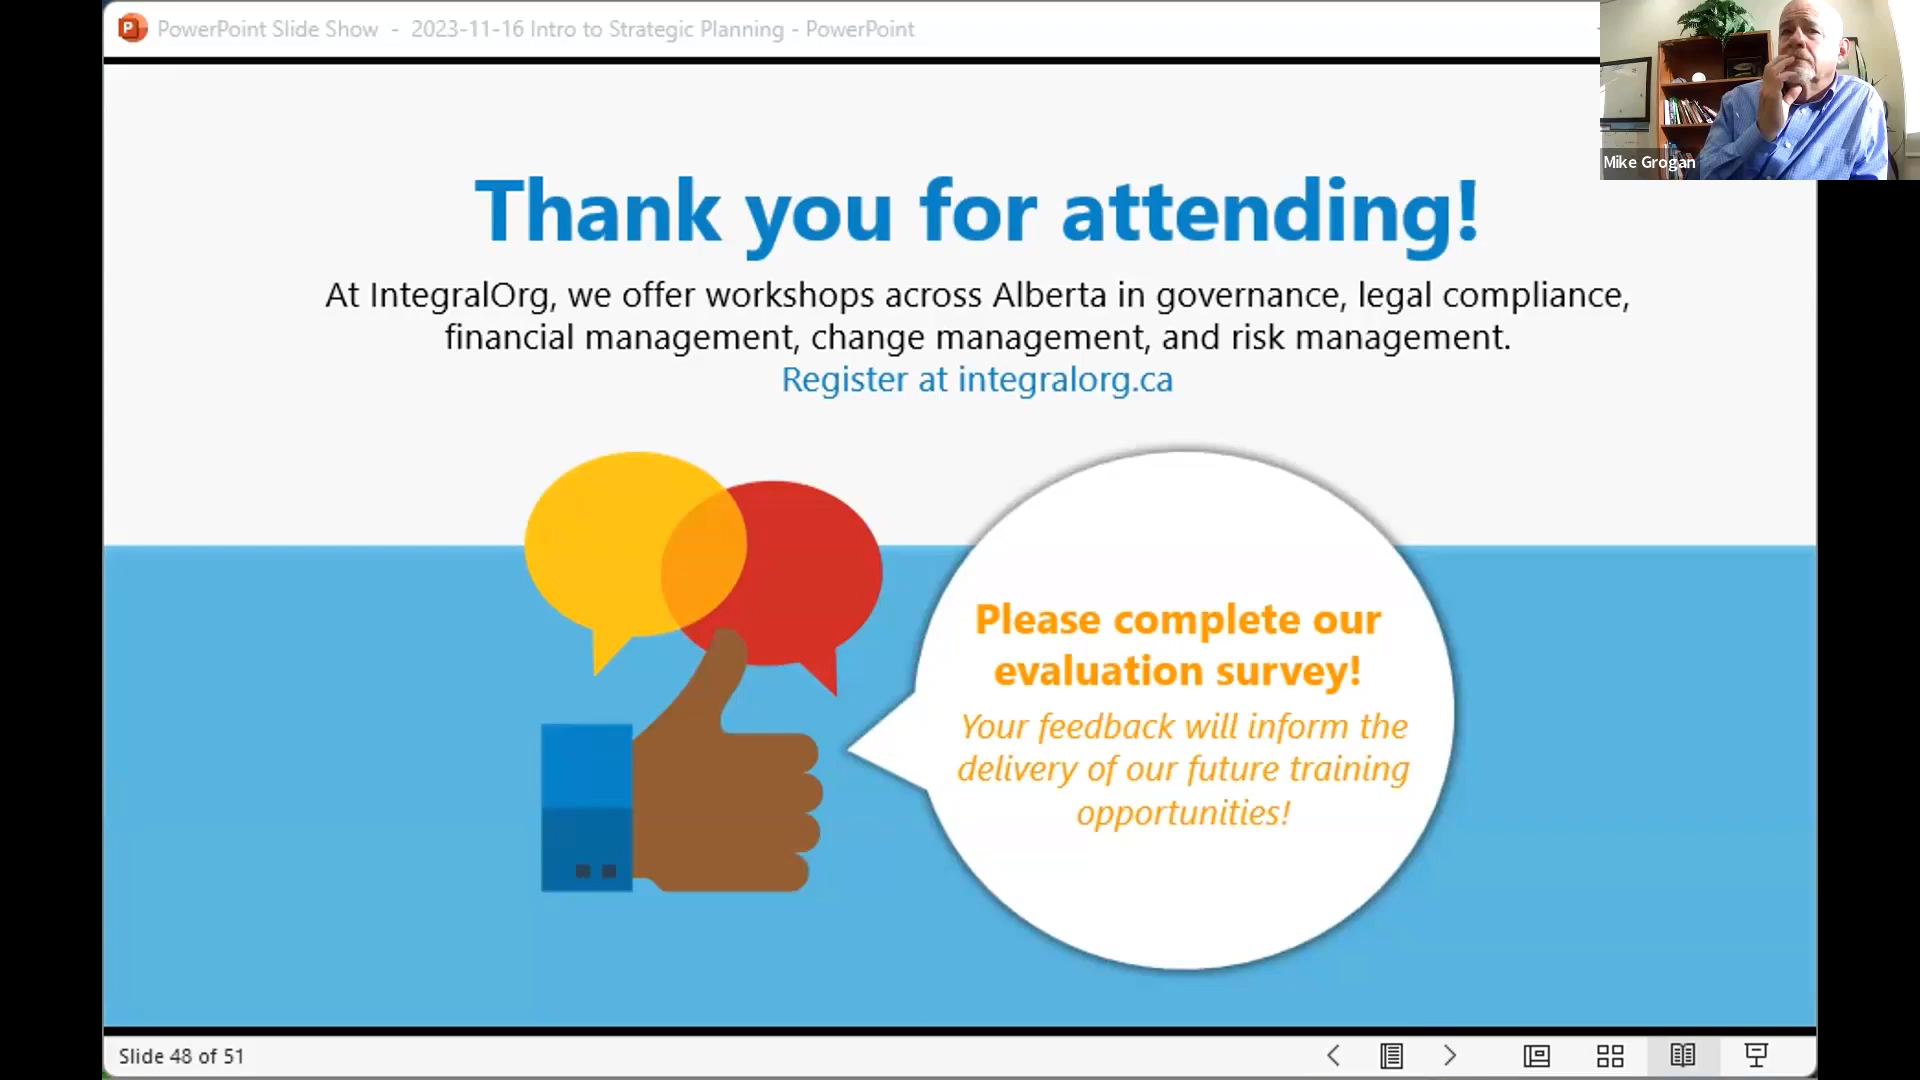 PowerPoint Slide Show - 2023-11-16 Intro to Strategic Planning - PowerPoint
Mike Grogan
Thank you for attending!
At IntegralOrg, we offer workshops across Alberta in governance, legal compliance,
financial management, change management, and risk management.
Register at integralorg.ca
Please complete our
evaluation survey!
Your feedback will inform the
delivery of our future training
opportunities!
Slide 48 of 51